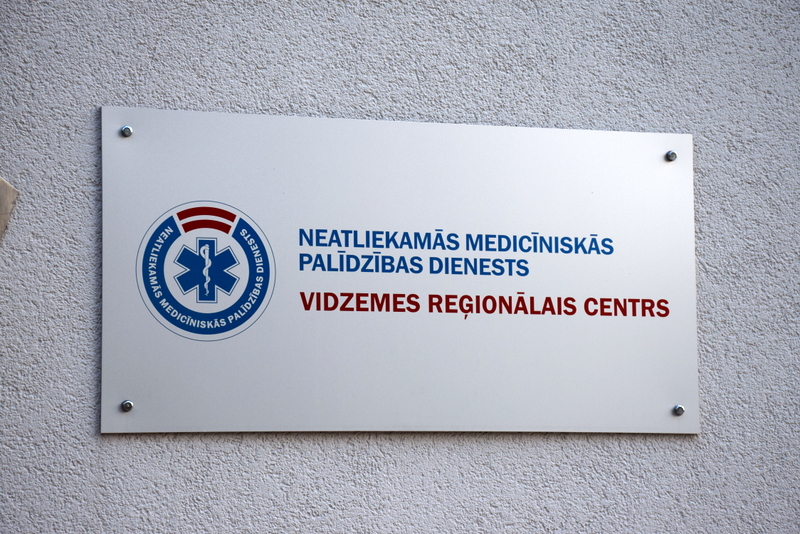 NEATLIEKAMĀS MEDICĪNISKĀS PALĪDZĪBAS DIENESTS
NEATLIEKAMĀS MEDICĪNISKĀS
PALĪDZĪBAS DIENESTS
VIDZEMES REĢIONĀLAIS CENTRS